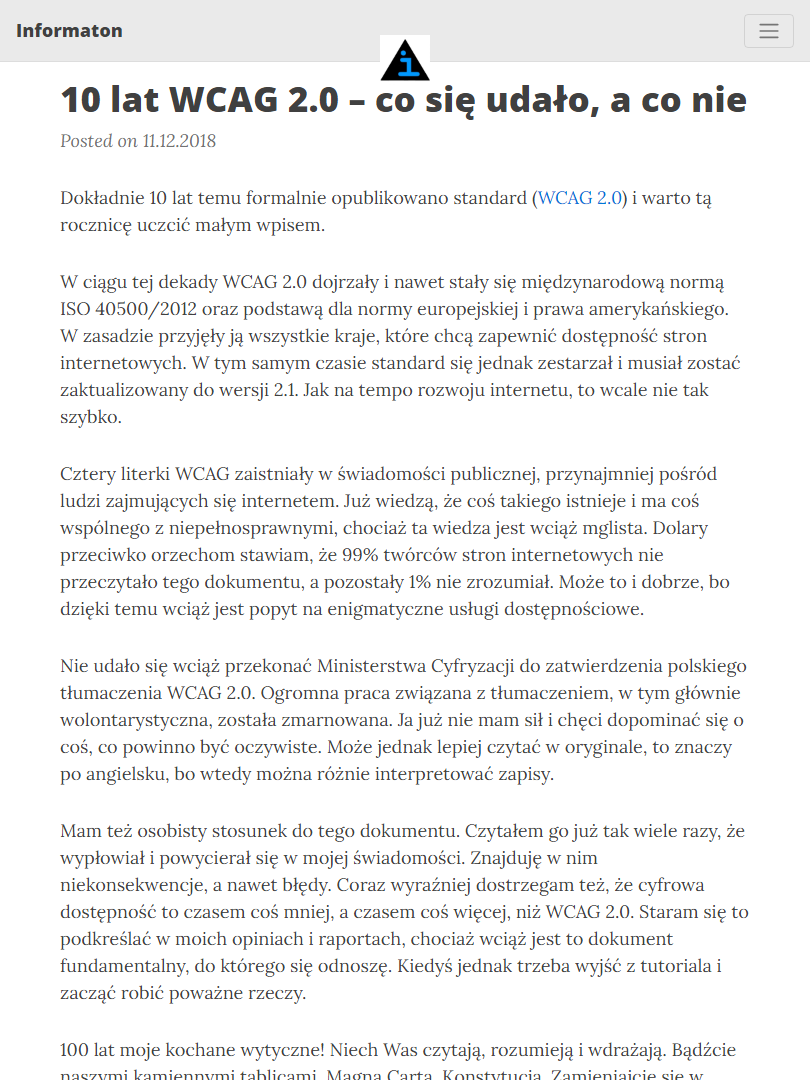 Informaton
10 lat WCAG 2.0 – co się udało, a co nie
Posted on 11.12.2018
Dokładnie 10 lat temu formalnie opublikowano standard (WCAG 2.0) i warto tą
rocznicę uczcić małym wpisem.
W ciągu tej dekady WCAG 2.0 dojrzały i nawet stały się międzynarodową normą
ISO 40500/2012 oraz podstawą dla normy europejskiej i prawa amerykańskiego.
W zasadzie przyjęły ją wszystkie kraje, które chcą zapewnić dostępność stron
internetowych. W tym samym czasie standard się jednak zestarzał i musiał zostać
zaktualizowany do wersji 2.1. Jak na tempo rozwoju internetu, to wcale nie tak
szybko.
Cztery literki WCAG zaistniały w świadomości publicznej, przynajmniej pośród
ludzi zajmujących się internetem. Już wiedzą, że coś takiego istnieje i ma coś
wspólnego z niepełnosprawnymi, chociaż ta wiedza jest wciąż mglista. Dolary
przeciwko orzechom stawiam, że 99% twórców stron internetowych nie
przeczytało tego dokumentu, a pozostały 1% nie zrozumiał. Może to i dobrze, bo
dzięki temu wciąż jest popyt na enigmatyczne usługi dostępnościowe.
Nie udało się wciąż przekonać Ministerstwa Cyfryzacji do zatwierdzenia polskiego
tłumaczenia WCAG 2.0. Ogromna praca związana z tłumaczeniem, w tym głównie
wolontarystyczna, została zmarnowana. Ja już nie mam sił i chęci dopominać się o
coś, co powinno być oczywiste. Może jednak lepiej czytać w oryginale, to znaczy
po angielsku, bo wtedy można różnie interpretować zapisy.
Mam też osobisty stosunek do tego dokumentu. Czytałem go już tak wiele razy, że
wypłowiał i powycierał się w mojej świadomości. Znajduję w nim
niekonsekwencje, a nawet błędy. Coraz wyraźniej dostrzegam też, że cyfrowa
dostępność to czasem coś mniej, a czasem coś więcej, niż WCAG 2.0. Staram się to
podkreślać w moich opiniach i raportach, chociaż wciąż jest to dokument
fundamentalny, do którego się odnoszę. Kiedyś jednak trzeba wyjść z tutoriala i
zacząć robić poważne rzeczy.
100 lat moje kochane wytyczne! Niech Was czytają, rozumieją i wdrażają. Bądźcie
naszymi kamiennymi tablicami, Magną Cartą, Konstytucją. Zamieniajcie się w